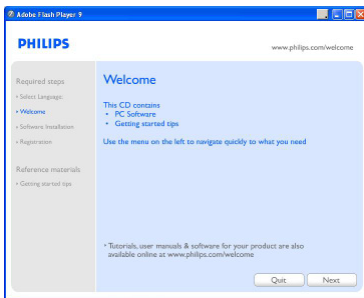 Adobe Flash Player 9
PHILIPS
www.philips.com/welcome
Required steps
Select Language:
Welcome
Software Installation
Registration
Reference materials
Getting started tips
Welcome
This CD contains
• PC Software
• Getting started tips
Use the menu on the left to navigate quickly to what you need
* Tutorials, user manuals & software for your product are also
available online at www.philips.com/welcome
Quit
Next